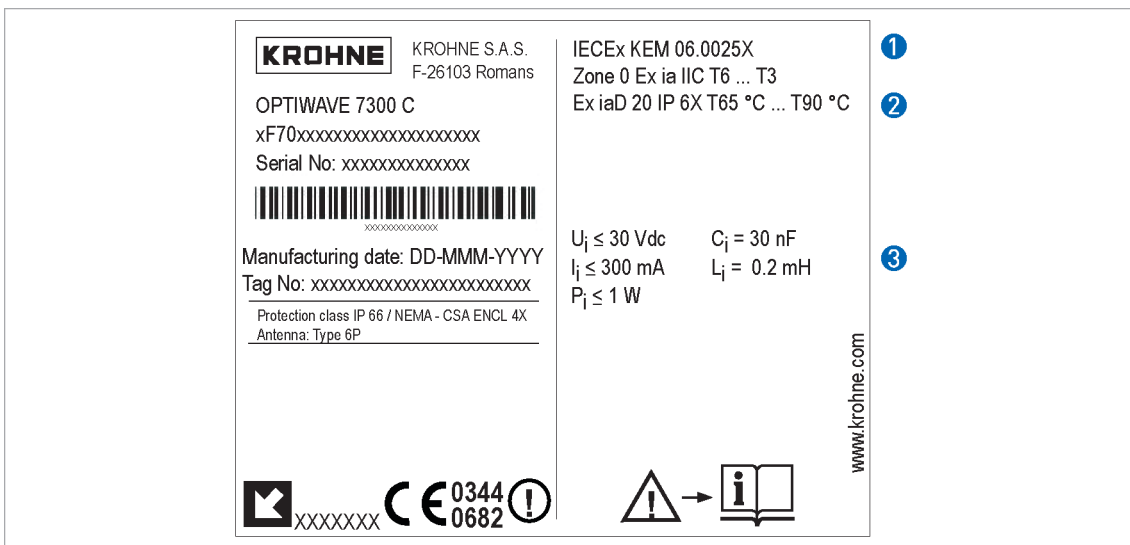 KROHNE
KROHNE S.A.S.
F-26103 Romans
OPTIWAVE 7300 C
xF70xxxxxxxxxxxxxxxxxxxx
Serial No: xxxxxxxxxxxxxx
xxxxxxxxxxxxxx
Manufacturing date: DD-MMM-YYYY
Tag No: xxxxxxxxxxxxxxxxxxxxxxxx
Protection class IP 66 / NEMA - CSA ENCL 4X
Antenna: Type 6P
XXXXXXX
CE
0344
0682
IECEx KEM 06.0025X
Zone 0 Ex ia IIC T6 ... T3
Ex iaD 20 IP 6X T65 °C ... T90 °C
Ui ≤ 30 Vdc Ci = 30 nF
Ii ≤ 300 mA Li = 0.2 mH
Pi ≤ 1 W
www.krohne.com
1
2
3